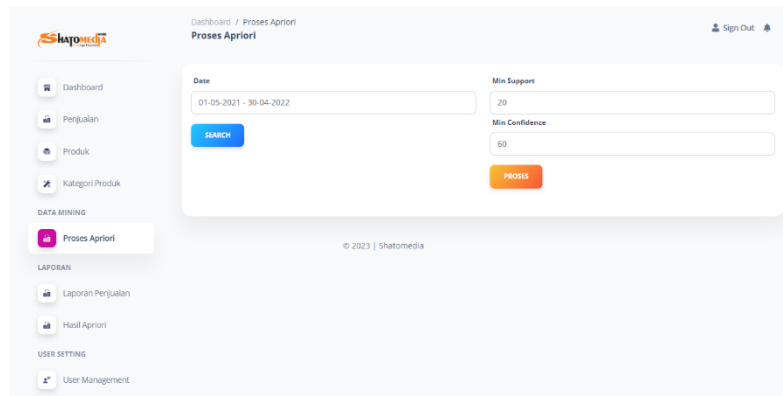 SHATOMEDIA
Dashboard / Proses Apriori
Proses Apriori
Sign Out
Dashboard
Penjualan
Produk
Kategori Produk
DATA MINING
Proses Apriori
LAPORAN
Laporan Penjualan
Hasil Apriori
USER SETTING
User Management
Date
01-05-2021 - 30-04-2022
SEARCH
Min Support
20
Min Confidence
60
PROSES
© 2023 | Shatomedia